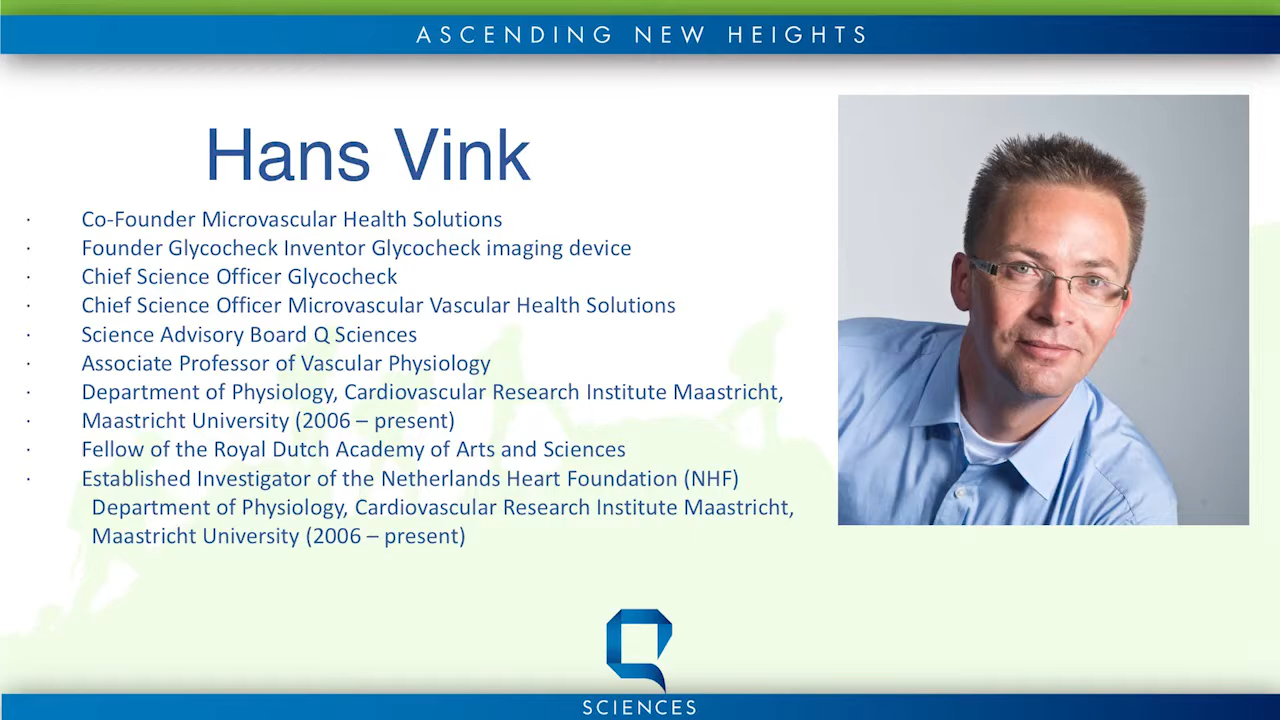 ASCENDING NEW HEIGHTS
Hans Vink
· Co-Founder Microvascular Health Solutions
· Founder Glycocheck Inventor Glycocheck imaging device
· Chief Science Officer Glycocheck
· Chief Science Officer Microvascular Vascular Health Solutions
· Science Advisory Board Q Sciences
· Associate Professor of Vascular Physiology
· Department of Physiology, Cardiovascular Research Institute Maastricht,
· Maastricht University (2006 – present)
· Fellow of the Royal Dutch Academy of Arts and Sciences
· Established Investigator of the Netherlands Heart Foundation (NHF)
Department of Physiology, Cardiovascular Research Institute Maastricht,
Maastricht University (2006 – present)
Q
SCIENCES